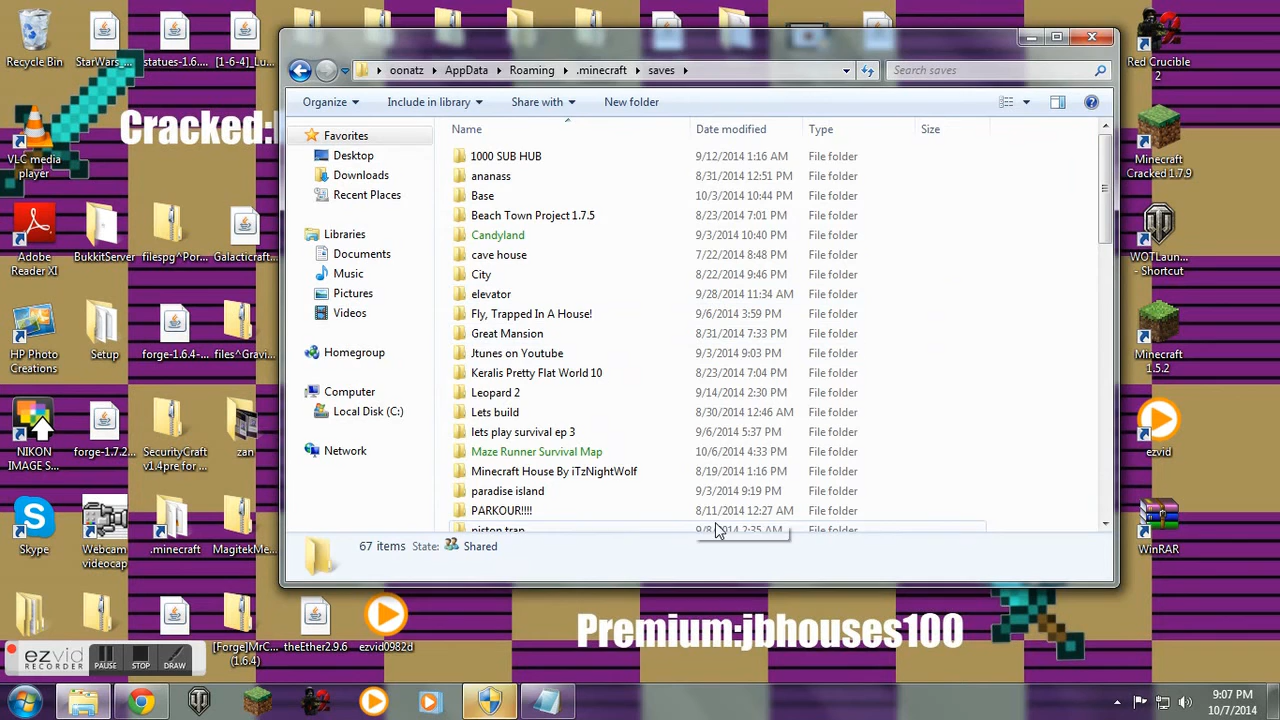 Recycle Bin
StarWars_...
statues-1.6....
[1-6-4]_Lu...
VLC media
player
Cracked:
Adobe
Reader XI
BukkitServer
filespg^Por...
Galacticraft...
HP Photo
Creations
Setup
forge-1.6.4-...
files^Gravi...
NIKON
IMAGE S...
forge-1.7.2...
SecurityCraft
v1.4pre for ...
zan
Skype
Webcam
videocap
.minecraft
MagitekMe...
[Forge]MrC...
(1.6.4)
theEther2.9.6
ezvid0982d
ezvid
RECORDER
PAUSE
STOP
DRAW
oonatz
AppData
Roaming
.minecraft
saves
Search saves
Organize
Include in library
Share with
New folder
Favorites
Desktop
Downloads
Recent Places
Libraries
Documents
Music
Pictures
Videos
Homegroup
Computer
Local Disk (C:)
Network
Name Date modified Type Size
1000 SUB HUB 9/12/2014 1:16 AM File folder
ananass 8/31/2014 12:51 PM File folder
Base 10/3/2014 10:44 PM File folder
Beach Town Project 1.7.5 8/23/2014 7:01 PM File folder
Candyland 9/3/2014 10:40 PM File folder
cave house 7/22/2014 8:48 PM File folder
City 8/22/2014 9:46 PM File folder
elevator 9/28/2014 11:34 AM File folder
Fly, Trapped In A House! 9/6/2014 3:59 PM File folder
Great Mansion 8/31/2014 7:33 PM File folder
Jtunes on Youtube 9/3/2014 9:03 PM File folder
Keralis Pretty Flat World 10 8/23/2014 7:04 PM File folder
Leopard 2 9/14/2014 2:30 PM File folder
Lets build 8/30/2014 12:46 AM File folder
lets play survival ep 3 9/6/2014 5:37 PM File folder
Maze Runner Survival Map 10/6/2014 4:33 PM File folder
Minecraft House By iTzNightWolf 8/19/2014 1:16 PM File folder
paradise island 9/3/2014 9:19 PM File folder
PARKOUR!!!! 8/11/2014 12:27 AM File folder
piston trap 2:35 AM File folder
67 items State: Shared
Premium:jbhouses100
Red Crucible
2
Minecraft
Cracked 1.7.9
WOTLaun...
- Shortcut
Minecraft
1.5.2
ezvid
WinRAR
9:07 PM
10/7/2014